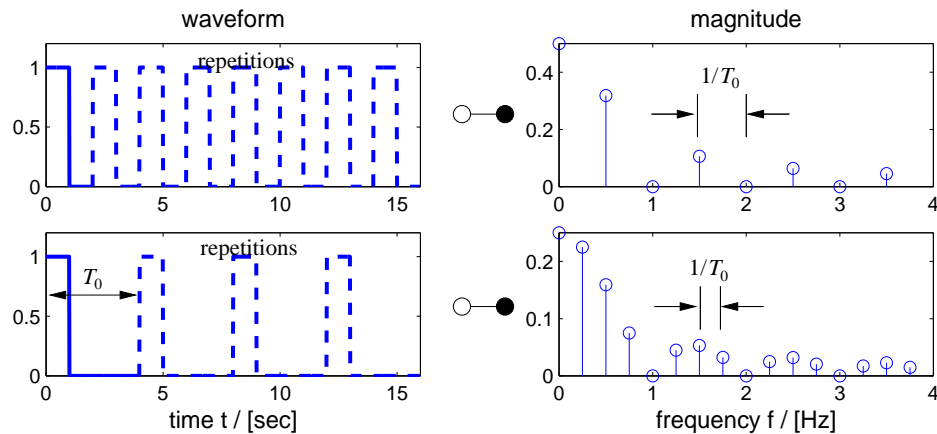 waveform
magnitude
repetitions
1
0.5
0
0 5 10 15
1/T₀
0.4
0.2
0
0 1 2 3 4
repetitions
T₀
1
0.5
0
0 5 10 15
time t / [sec]
1/T₀
0.2
0.1
0
0 1 2 3 4
frequency f / [Hz]